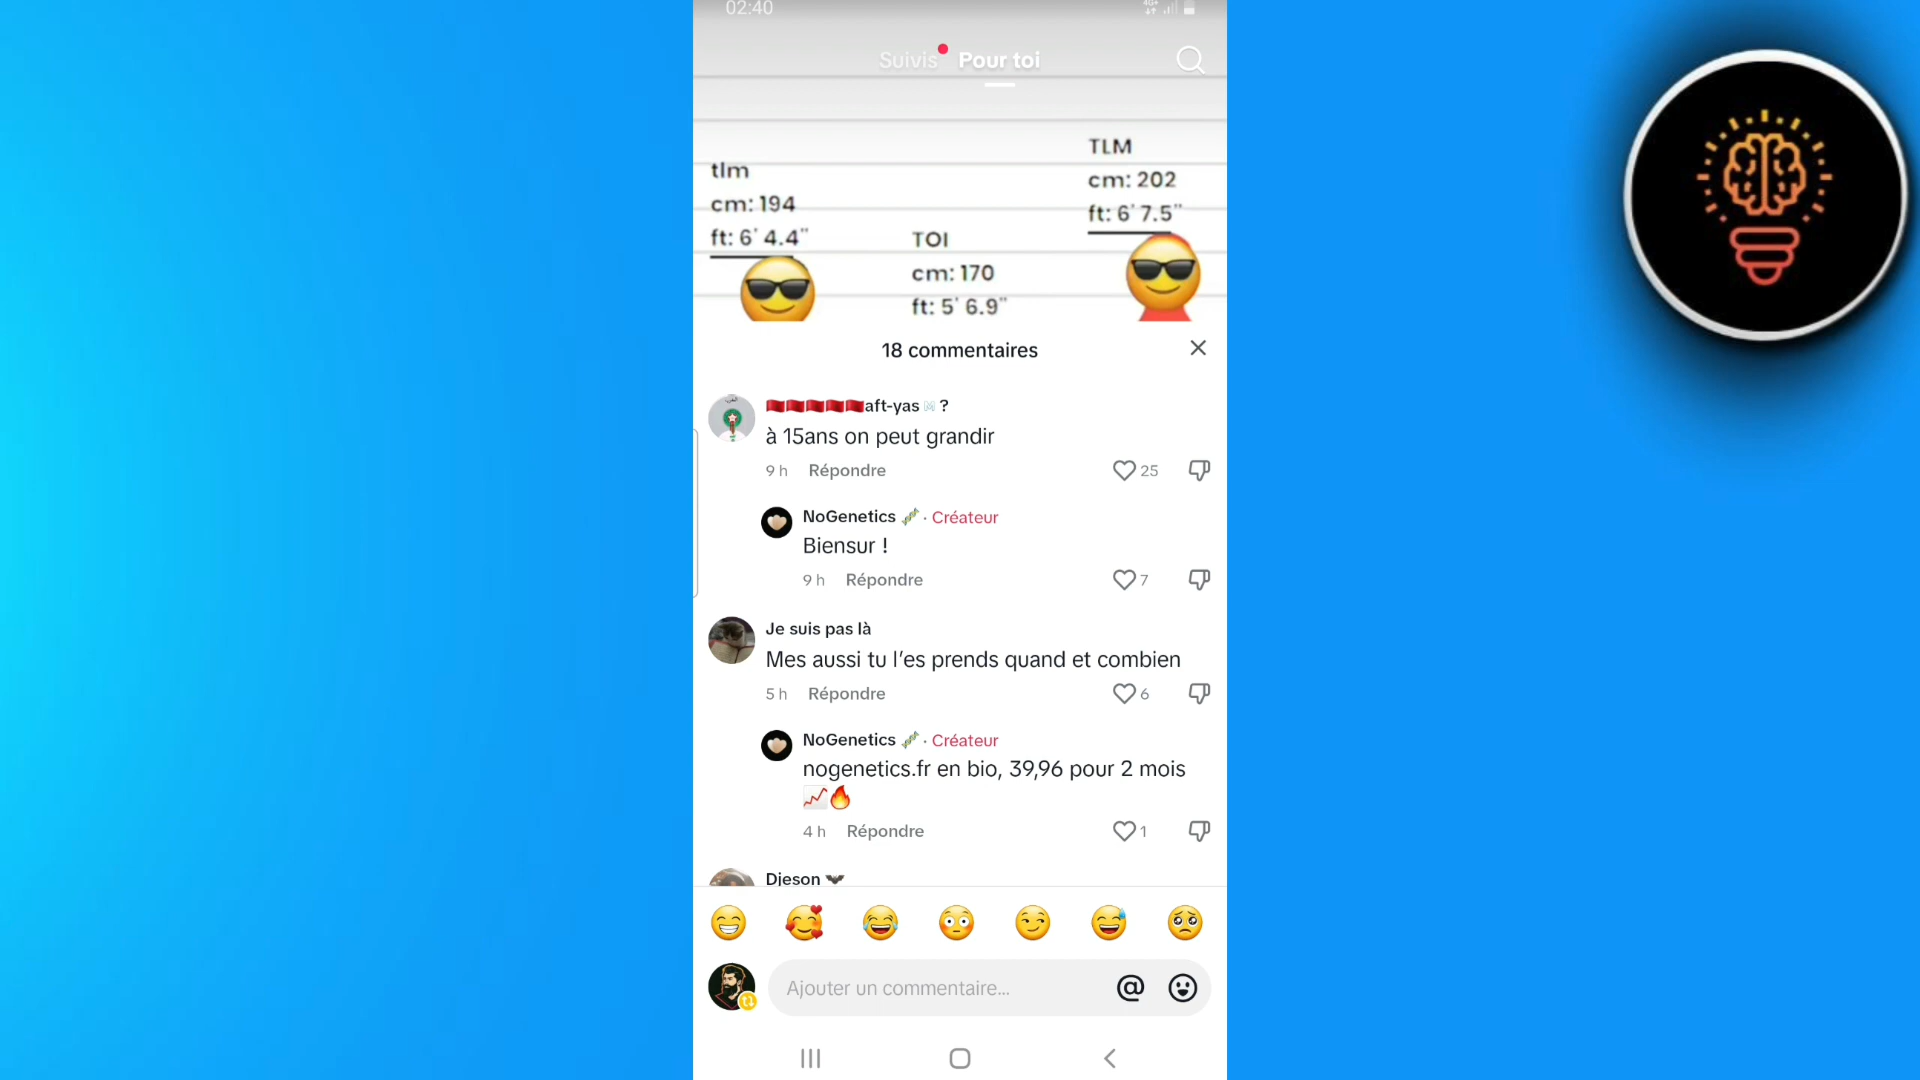 02:40
4G+
Suivis Pour toi
tlm
cm: 194
ft: 6' 4.4"
TOI
cm: 170
ft: 5' 6.9"
TLM
cm: 202
ft: 6' 7.5"
18 commentaires
aft-yas ?
à 15ans on peut grandir
9 h Répondre 25
NoGenetics · Créateur
Biensur !
9 h Répondre 7
Je suis pas là
Mes aussi tu l’es prends quand et combien
5 h Répondre 6
NoGenetics · Créateur
nogenetics.fr en bio, 39,96 pour 2 mois
4 h Répondre 1
Djeson
Ajouter un commentaire... @